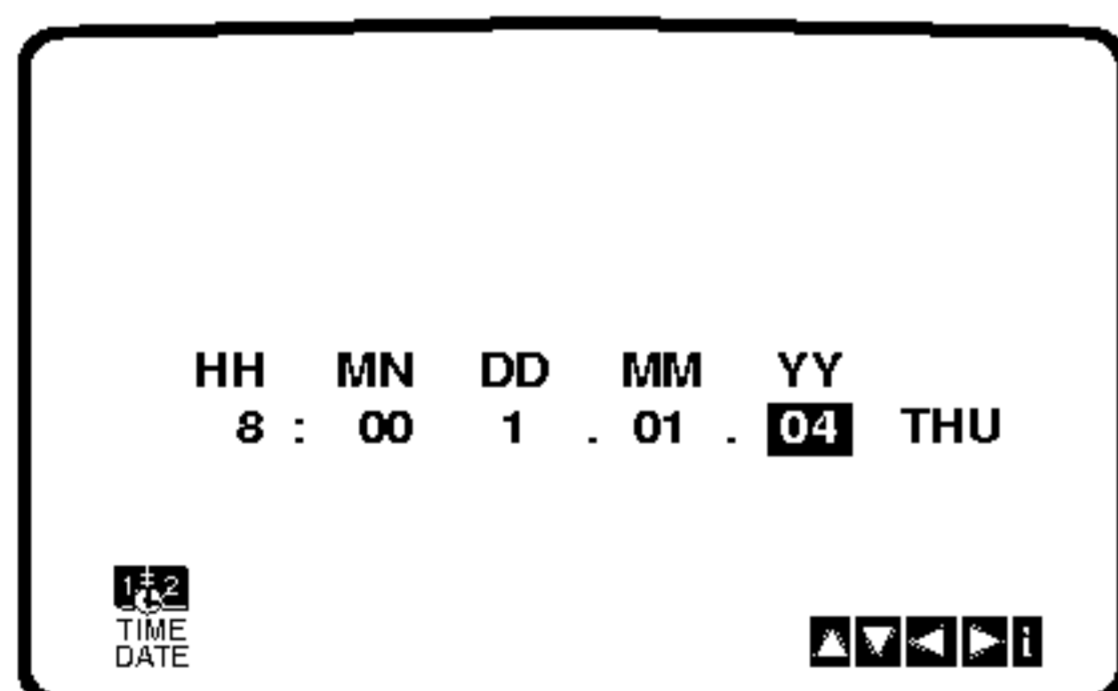 HH MN DD MM YY
8 : 00 1 . 01 . 04 THU
1 2
TIME
DATE
i